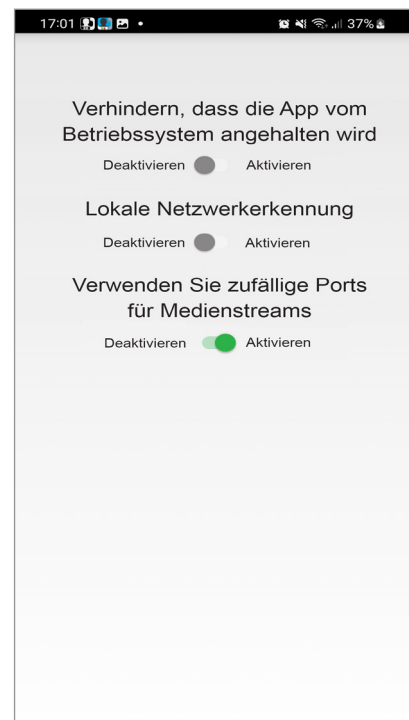 17:01 37%
Verhindern, dass die App vom
Betriebssystem angehalten wird
Deaktivieren Aktivieren
Lokale Netzwerkerkennung
Deaktivieren Aktivieren
Verwenden Sie zufällige Ports
für Medienstreams
Deaktivieren Aktivieren